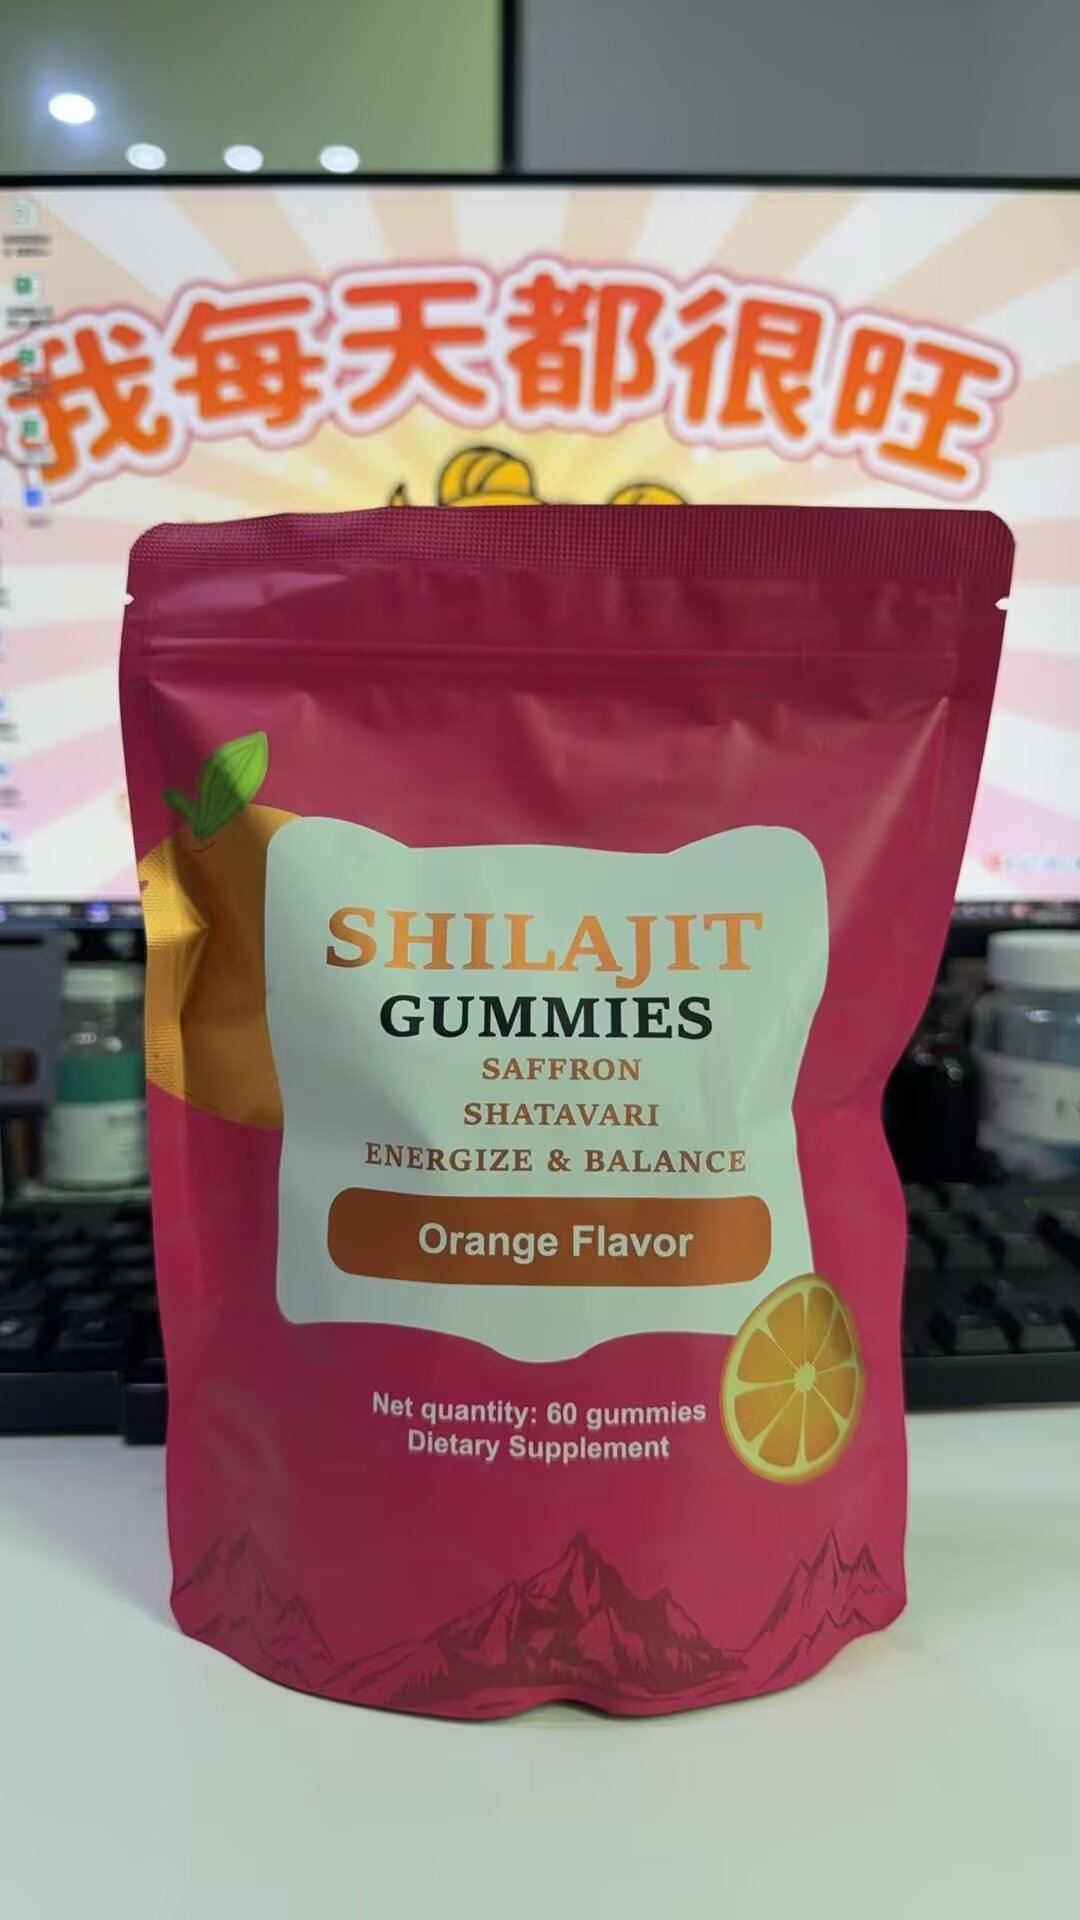 我每天都很旺
SHILAJIT
GUMMIES
SAFFRON
SHATAVARI
ENERGIZE & BALANCE
Orange Flavor
Net quantity: 60 gummies
Dietary Supplement